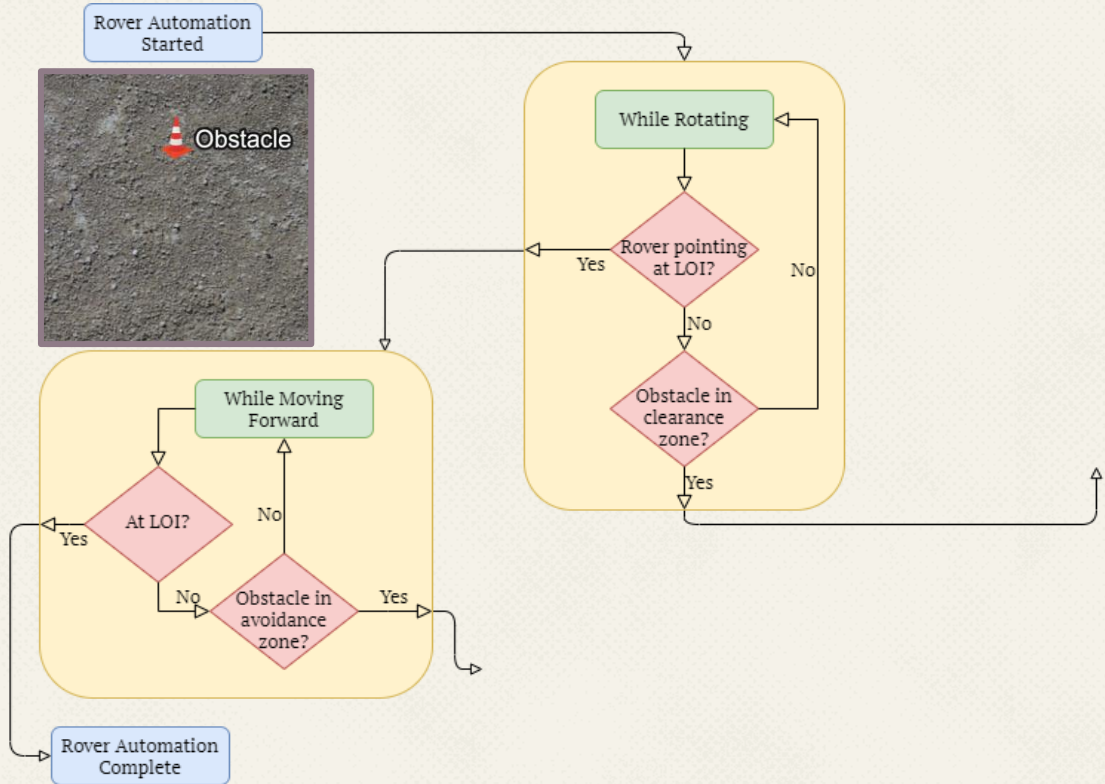 Rover Automation
Started
Obstacle
While Rotating
Rover pointing
at LOI?
Yes
No
No
Obstacle in
clearance
zone?
Yes
While Moving
Forward
At LOI?
Yes
No
No
Obstacle in
avoidance
zone?
Yes
Rover Automation
Complete